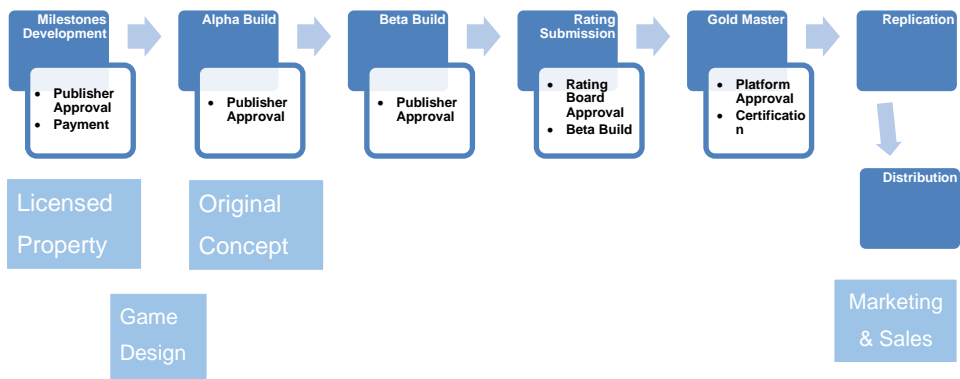 Milestones
Development
Alpha Build
Beta Build
Rating
Submission
Gold Master
Replication
• Publisher
Approval
• Payment
• Publisher
Approval
• Publisher
Approval
• Rating
Board
Approval
• Beta Build
• Platform
Approval
• Certificatio
n
Distribution
Licensed
Property
Original
Concept
Game
Design
Marketing
& Sales